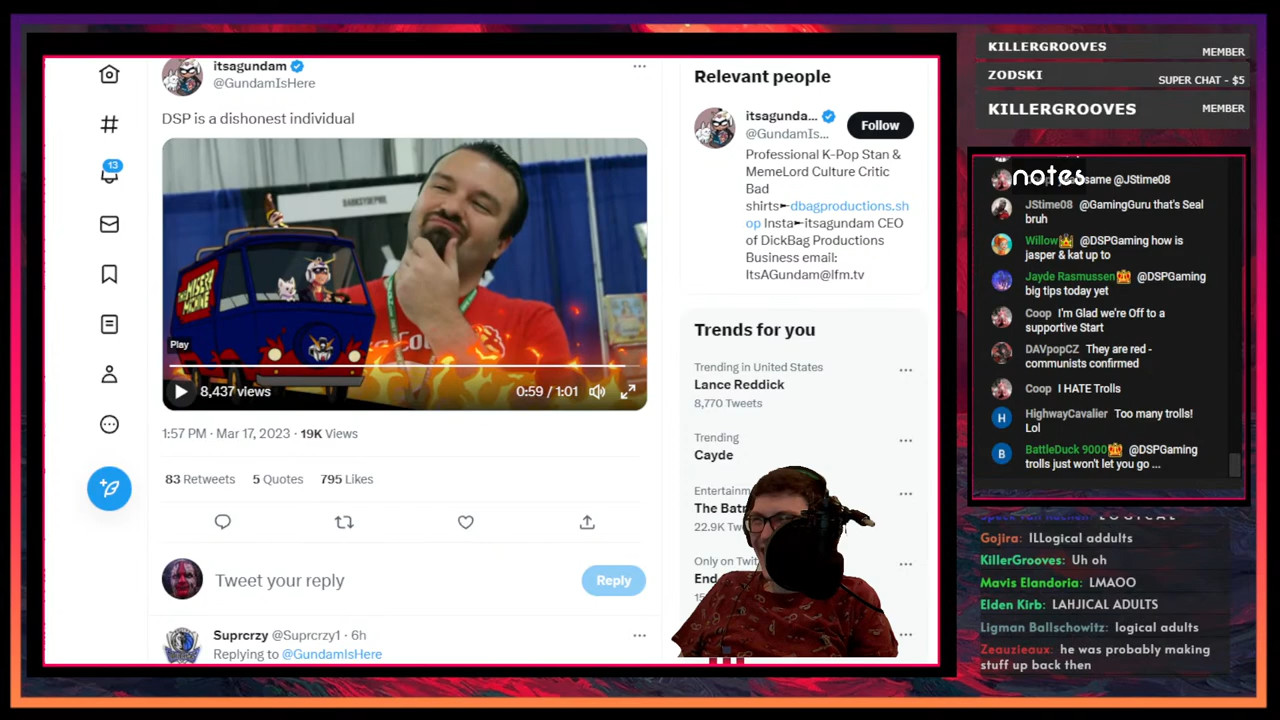 itsagundam
@GundamIsHere
DSP is a dishonest individual
DARKSYDEPHIL
THE MISERY
MACHINE
Play
8,437 views
0:59 / 1:01
1:57 PM · Mar 17, 2023 · 19K Views
83 Retweets 5 Quotes 795 Likes
Tweet your reply
Reply
Suprcrzy @Suprcrzy1 · 6h
Replying to @GundamIsHere
13
Relevant people
itsagunda...
@GundamIs...
Follow
Professional K-Pop Stan &
MemeLord Culture Critic
Bad
shirts➳dbagproductions.sh
op Insta➳itsagundam CEO
of DickBag Productions
Business email:
ItsAGundam@lfm.tv
Trends for you
Trending in United States
Lance Reddick
8,770 Tweets
Trending
Cayde
Entertainm
The Bat
22.9K Tw
Only on Twit
End
KILLERGROOVES MEMBER
ZODSKI SUPER CHAT - $5
KILLERGROOVES MEMBER
notes
same @JStime08
JStime08 @GamingGuru that's Seal
bruh
Willow @DSPGaming how is
jasper & kat up to
Jayde Rasmussen @DSPGaming
big tips today yet
Coop I'm Glad we're Off to a
supportive Start
DAVpopCZ They are red -
communists confirmed
Coop I HATE Trolls
HighwayCavalier Too many trolls!
Lol
BattleDuck 9000 @DSPGaming
trolls just won't let you go ...
H
B
L O G I C A L
Gojira: ILLogical addults
KillerGrooves: Uh oh
Mavis Elandoria: LMAOO
Elden Kirb: LAHJICAL ADULTS
Ligman Ballschowitz: logical adults
Zeauzieaux: he was probably making
stuff up back then